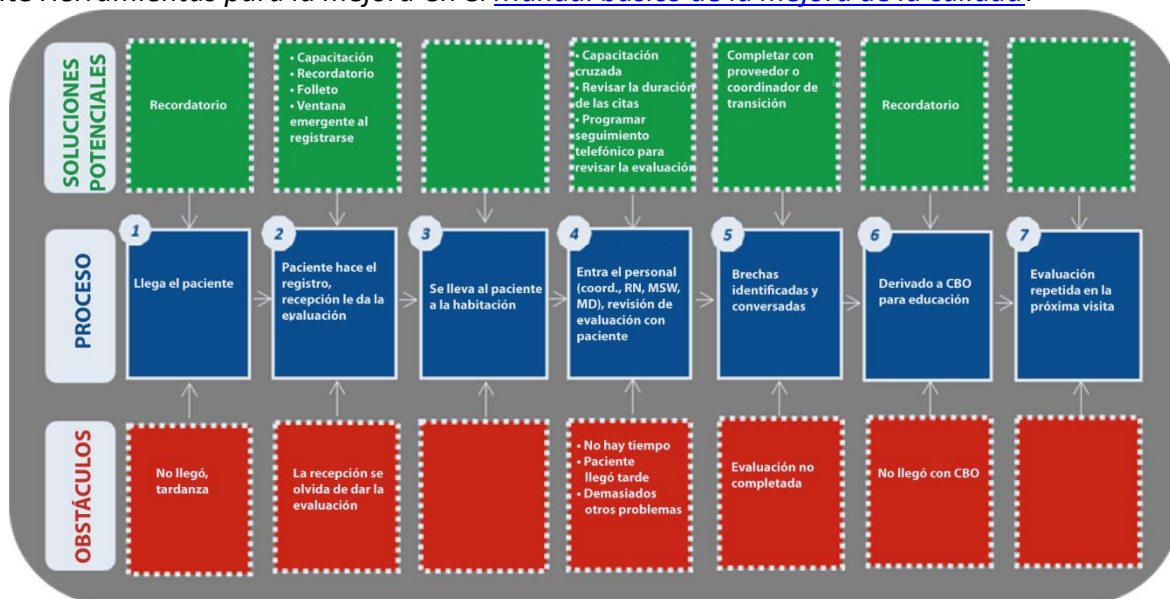 Herramientas para la mejora en el manual básico de la mejora de la calidad.
SOLUCIONES
POTENCIALES
Recordatorio
• Capacitación
• Recordatorio
• Folleto
• Ventana
emergente al
registrarse
• Capacitación
cruzada
• Revisar la duración
de las citas
• Programar
seguimiento
telefónico para
revisar la evaluación
Completar con
proveedor o
coordinador de
transición
Recordatorio
PROCESO
1
Llega el paciente
2
Paciente hace el
registro,
recepción le da la
evaluación
3
Se lleva al paciente
a la habitación
4
Entra el personal
(coord., RN, MSW,
MD), revisión de
evaluación con
paciente
5
Brechas
identificadas y
conversadas
6
Derivado a CBO
para educación
7
Evaluación
repetida en la
próxima visita
OBSTÁCULOS
No llegó,
tardanza
La recepción se
olvida de dar la
evaluación
• No hay tiempo
• Paciente
llegó tarde
• Demasiados
otros problemas
Evaluación no
completada
No llegó con CBO